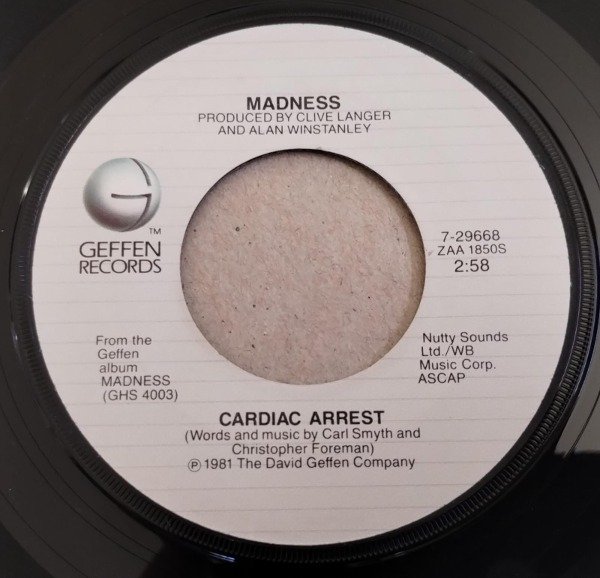 MADNESS
PRODUCED BY CLIVE LANGER
AND ALAN WINSTANLEY
G
TM
GEFFEN
RECORDS
7-29668
ZAA 1850S
2:58
From the
Geffen
album
MADNESS
(GHS 4003)
Nutty Sounds
Ltd./WB
Music Corp.
ASCAP
CARDIAC ARREST
(Words and music by Carl Smyth and
Christopher Foreman)
℗ 1981 The David Geffen Company